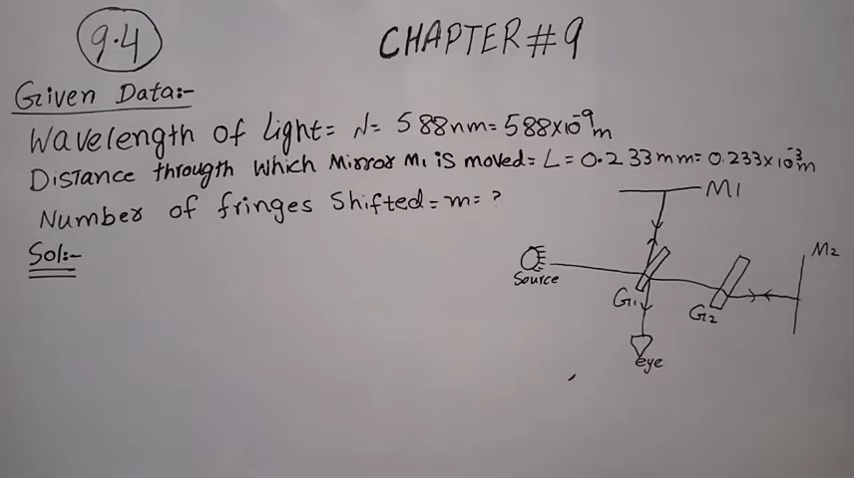 9.4
CHAPTER # 9
Given Data:-
Wavelength of Light = λ = 588nm = 588x10⁻⁹m
Distance througth which Mirror M₁ is moved = L = 0.233mm = 0.233x10⁻³m
Number of fringes Shifted = m = ?
Sol:-
M1
M2
Source
G₁
G₂
eye